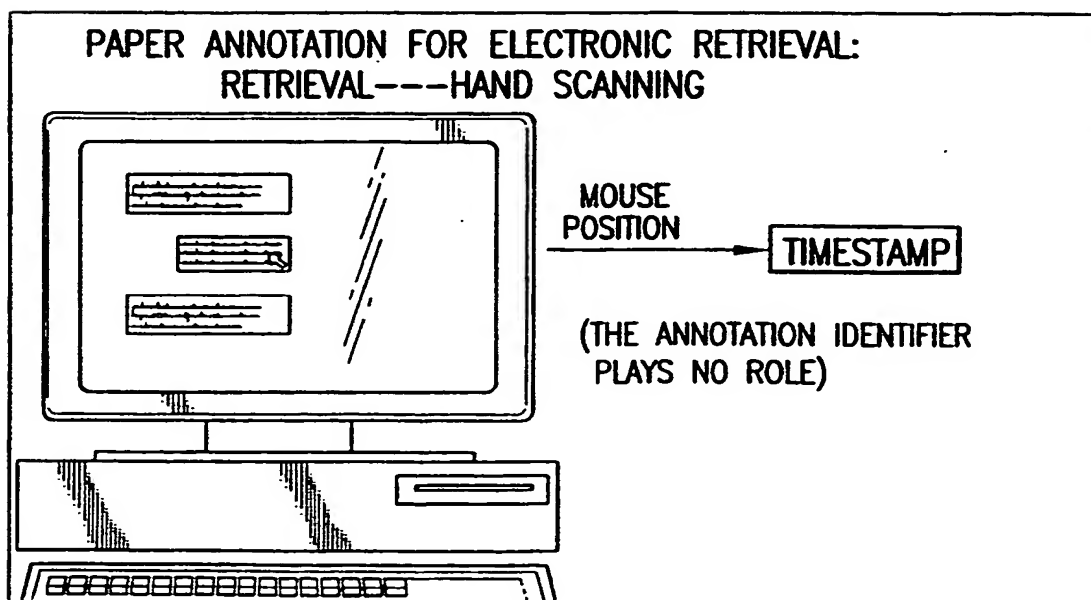 PAPER ANNOTATION FOR ELECTRONIC RETRIEVAL:
RETRIEVAL---HAND SCANNING
MOUSE
POSITION
TIMESTAMP
(THE ANNOTATION IDENTIFIER
PLAYS NO ROLE)